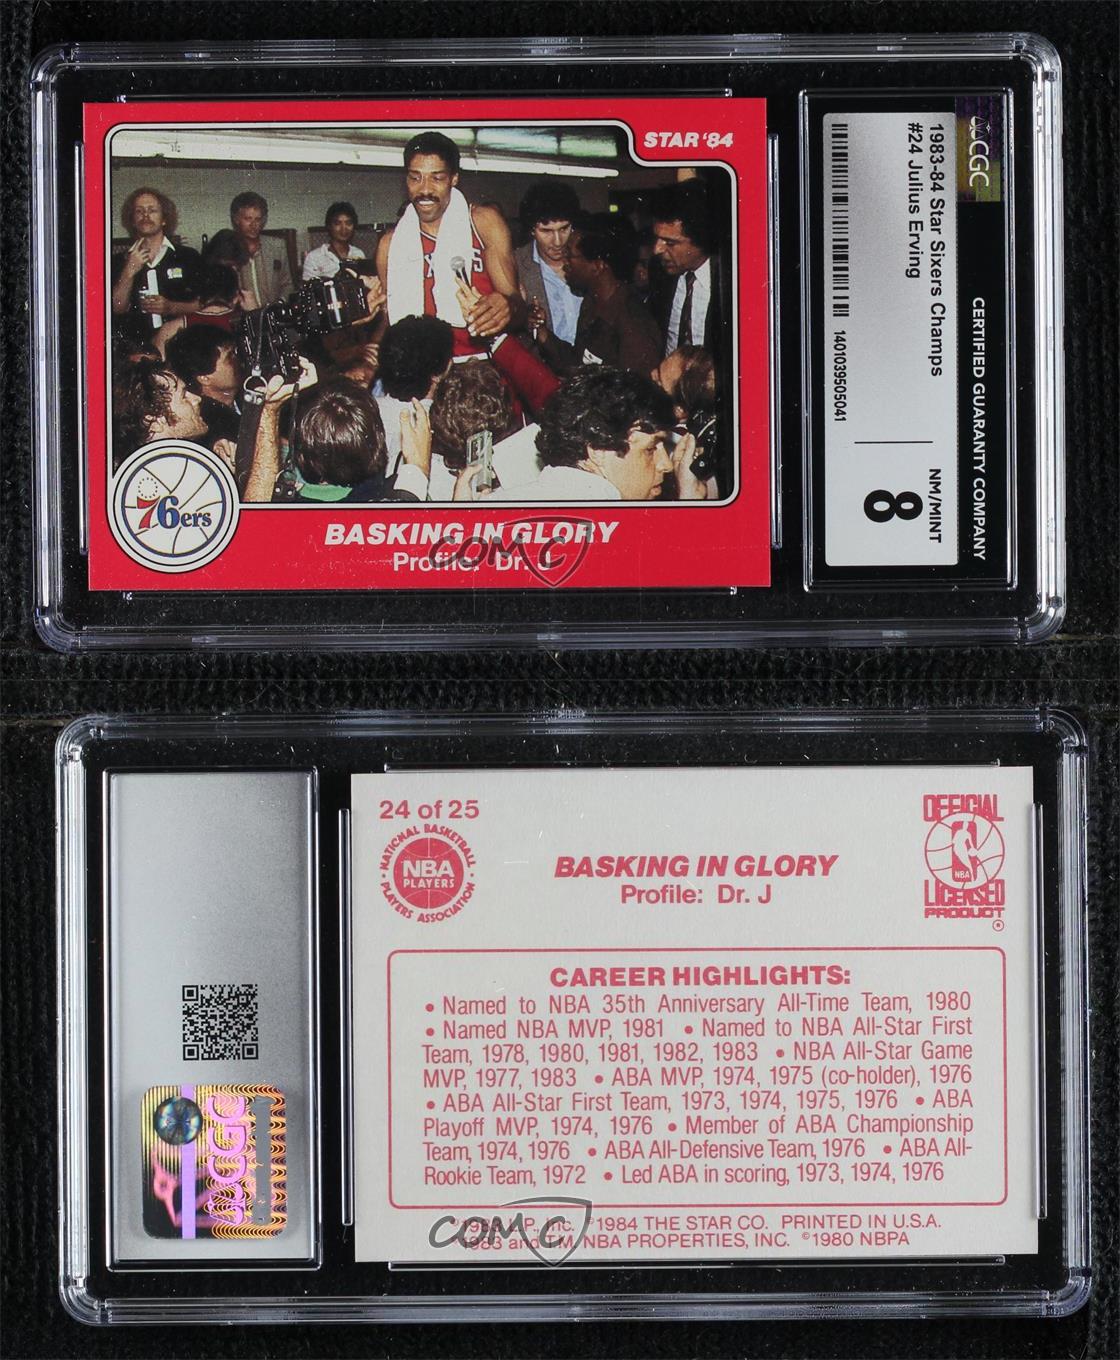 STAR '84
76ers
BASKING IN GLORY
Profile: Dr. J
COMC
CGC
CERTIFIED GUARANTY COMPANY
1983-84 Star Sixers Champs
#24 Julius Erving
1401039505041
NM/MINT
8
24 of 25
NATIONAL BASKETBALL
NBA
PLAYERS
PLAYERS ASSOCIATION
BASKING IN GLORY
Profile: Dr. J
OFFICIAL
NBA
LICENSED
PRODUCT
®
CAREER HIGHLIGHTS:
• Named to NBA 35th Anniversary All-Time Team, 1980
• Named NBA MVP, 1981 • Named to NBA All-Star First
Team, 1978, 1980, 1981, 1982, 1983 • NBA All-Star Game
MVP, 1977, 1983 • ABA MVP, 1974, 1975 (co-holder), 1976
• ABA All-Star First Team, 1973, 1974, 1975, 1976 • ABA
Playoff MVP, 1974, 1976 • Member of ABA Championship
Team, 1974, 1976 • ABA All-Defensive Team, 1976 • ABA All-
Rookie Team, 1972 • Led ABA in scoring, 1973, 1974, 1976
©1983 A.P., Inc. ©1984 THE STAR CO. PRINTED IN U.S.A.
©1983 and TM, NBA PROPERTIES, INC. ©1980 NBPA
COMC
CGC